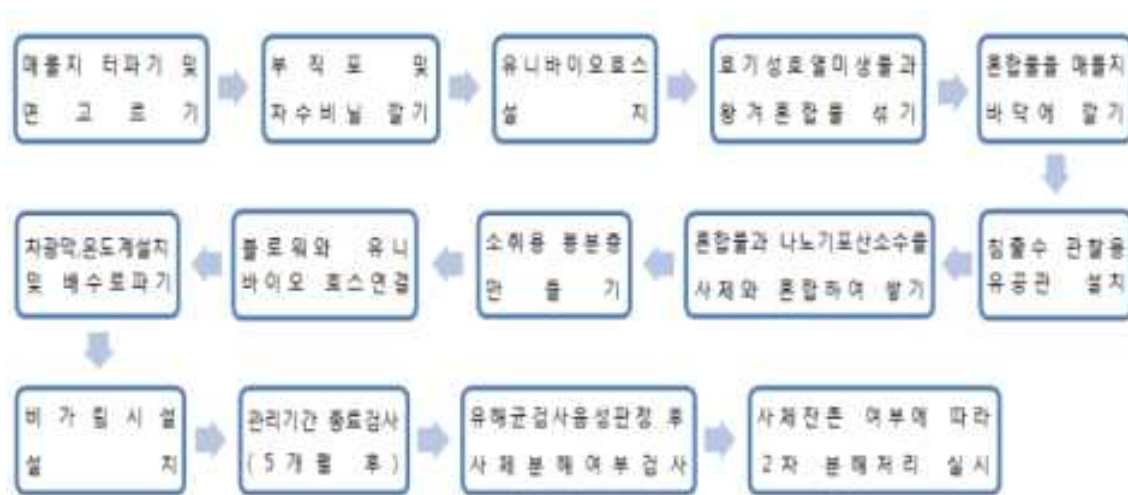 매몰지 터파기 및
면 고르기
부직포 및
차수비닐 깔기
유니바이오호스
설치
호기성호열미생물과
왕겨혼합물 섞기
혼합물을 매몰지
바닥에 깔기
침출수 관찰용
유공관 설치
혼합물과 나노기포산소수를
사체와 혼합하여 쌓기
소취용 봉분층
만들기
블로워와 유니
바이오 호스연결
차광막,온도계설치
및 배수로파기
비가림시설
설치
관리기간 종료검사
(5개월 후)
유해균검사음성판정 후
사체분해여부검사
사체잔존 여부에 따라
2차 분해처리 실시